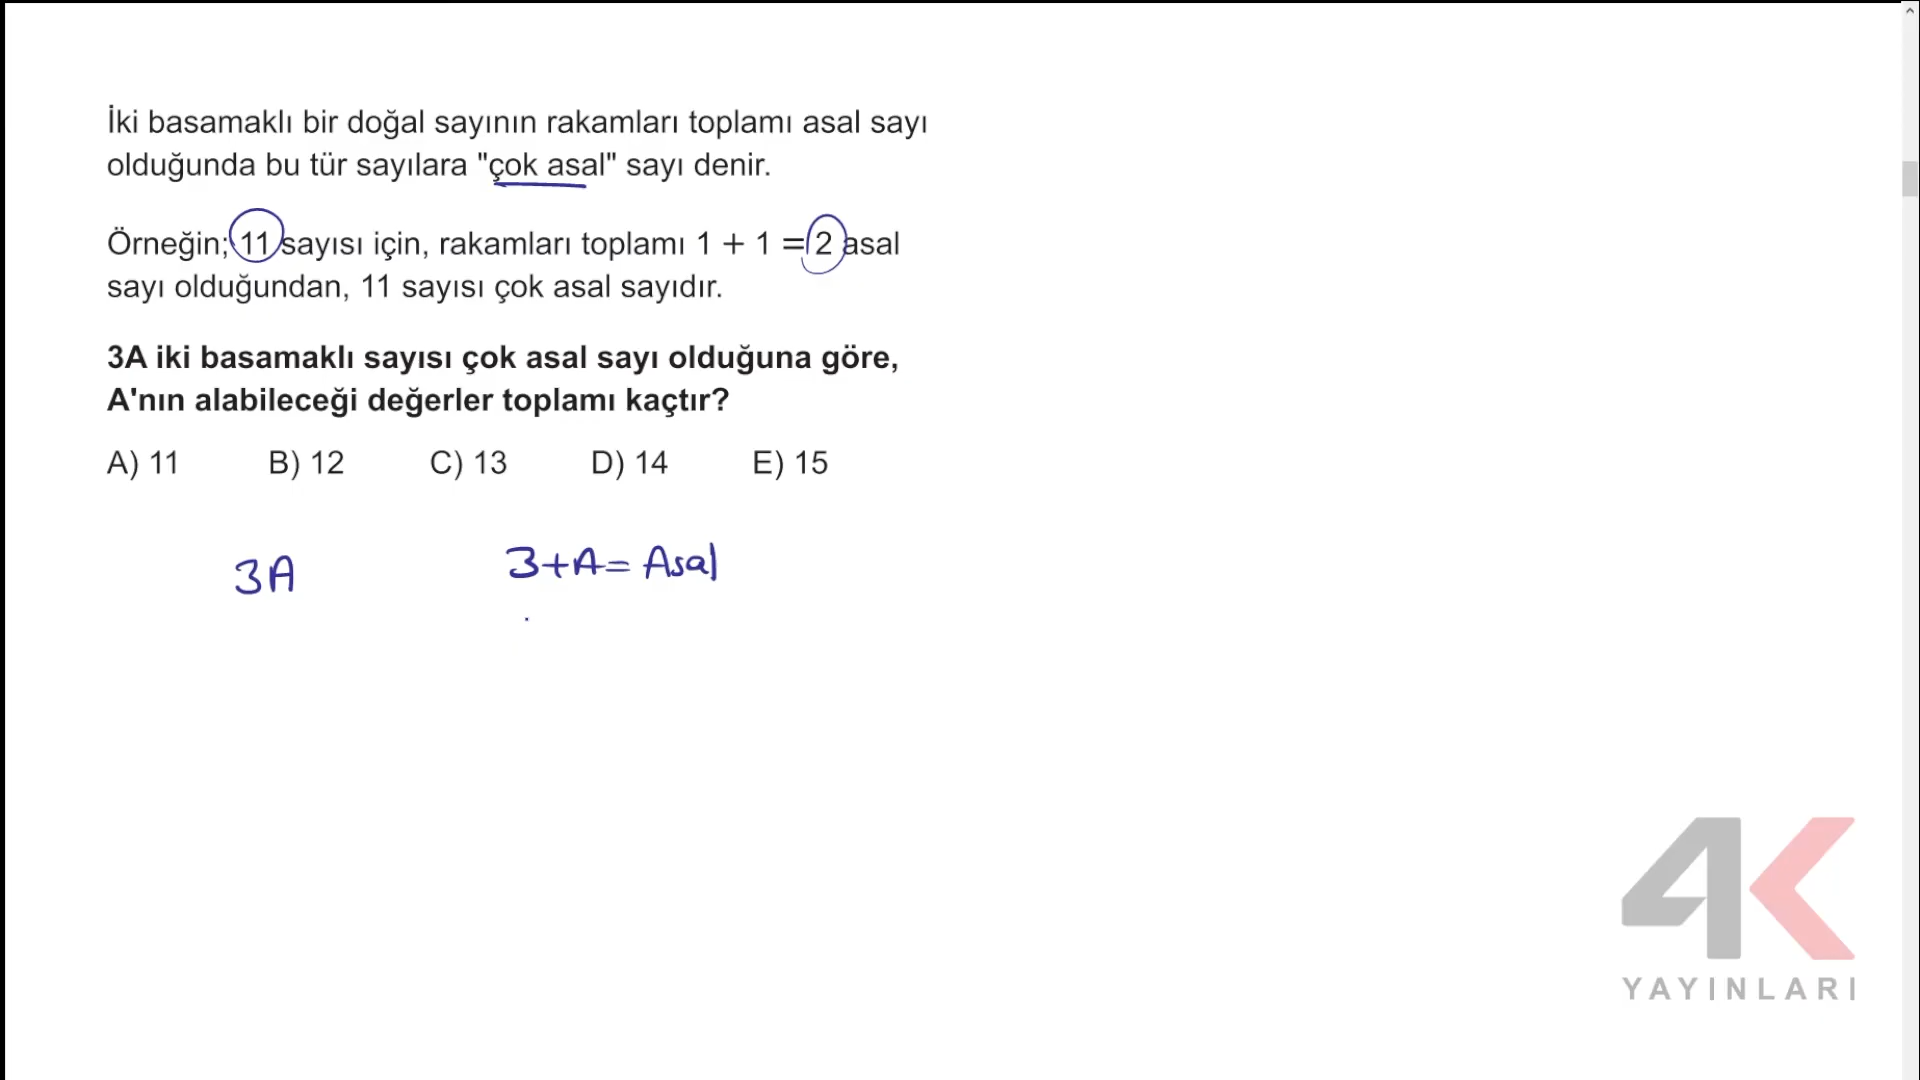 İki basamaklı bir doğal sayının rakamları toplamı asal sayı
olduğunda bu tür sayılara "çok asal" sayı denir.
Örneğin; 11 sayısı için, rakamları toplamı 1 + 1 = 2 asal
sayı olduğundan, 11 sayısı çok asal sayıdır.
3A iki basamaklı sayısı çok asal sayı olduğuna göre,
A'nın alabileceği değerler toplamı kaçtır?
A) 11 B) 12 C) 13 D) 14 E) 15
3A 3+A= Asal
4K
YAYINLARI